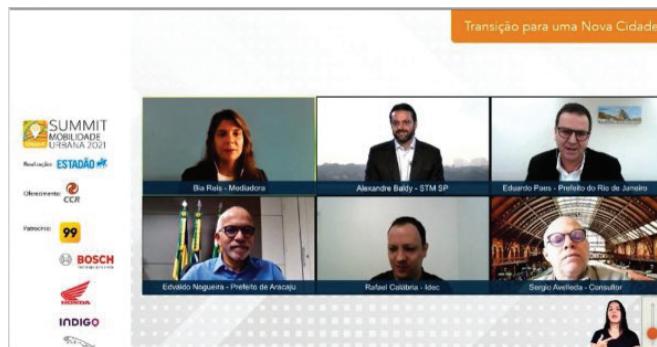 Transição para uma Nova Cidade
SUMMIT
MOBILIDADE
URBANA 2021
Realização:
ESTADÃO
Oferecimento:
CCR
Patrocínio:
99
BOSCH
HONDA
INDIGO
Bia Reis - Mediadora
Alexandre Baldy - STM SP
Eduardo Paes - Prefeito do Rio de Janeiro
Edvaldo Nogueira - Prefeito de Aracaju
Rafael Calabria - Idec
Sergio Avelleda - Consultor